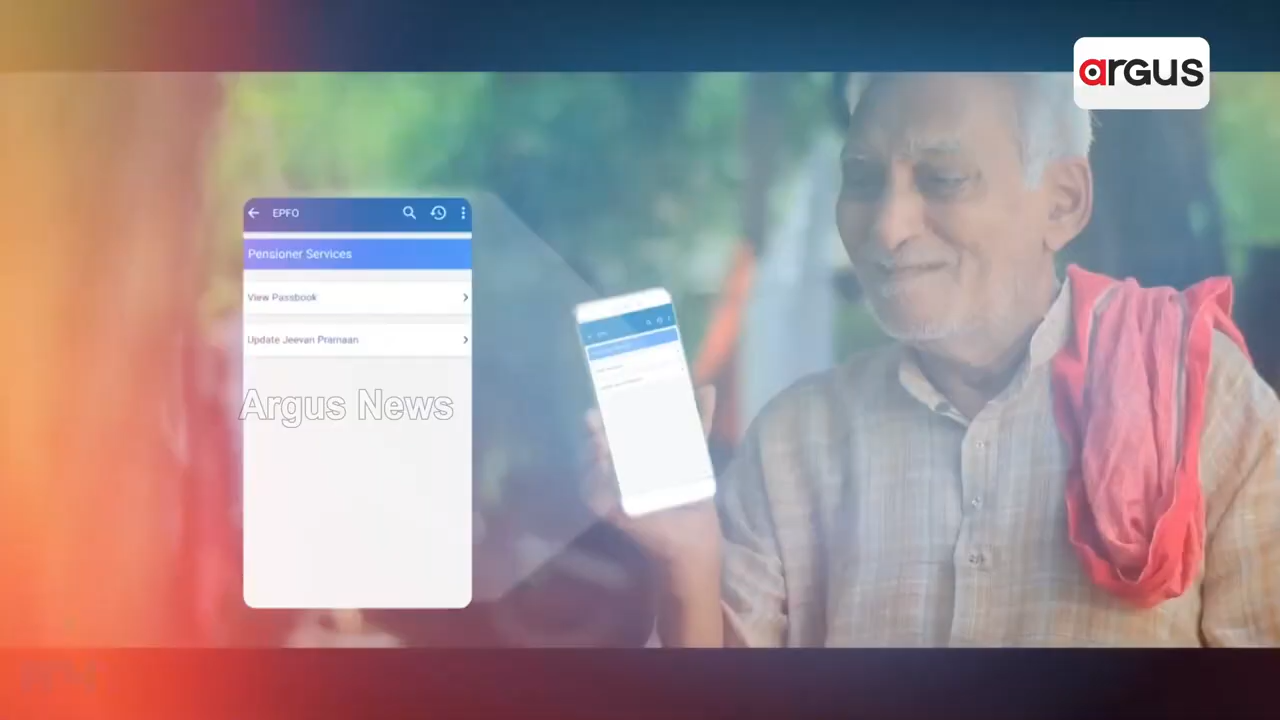 argus
EPFO
Pensioner Services
View Passbook
Update Jeevan Pramaan
Argus News